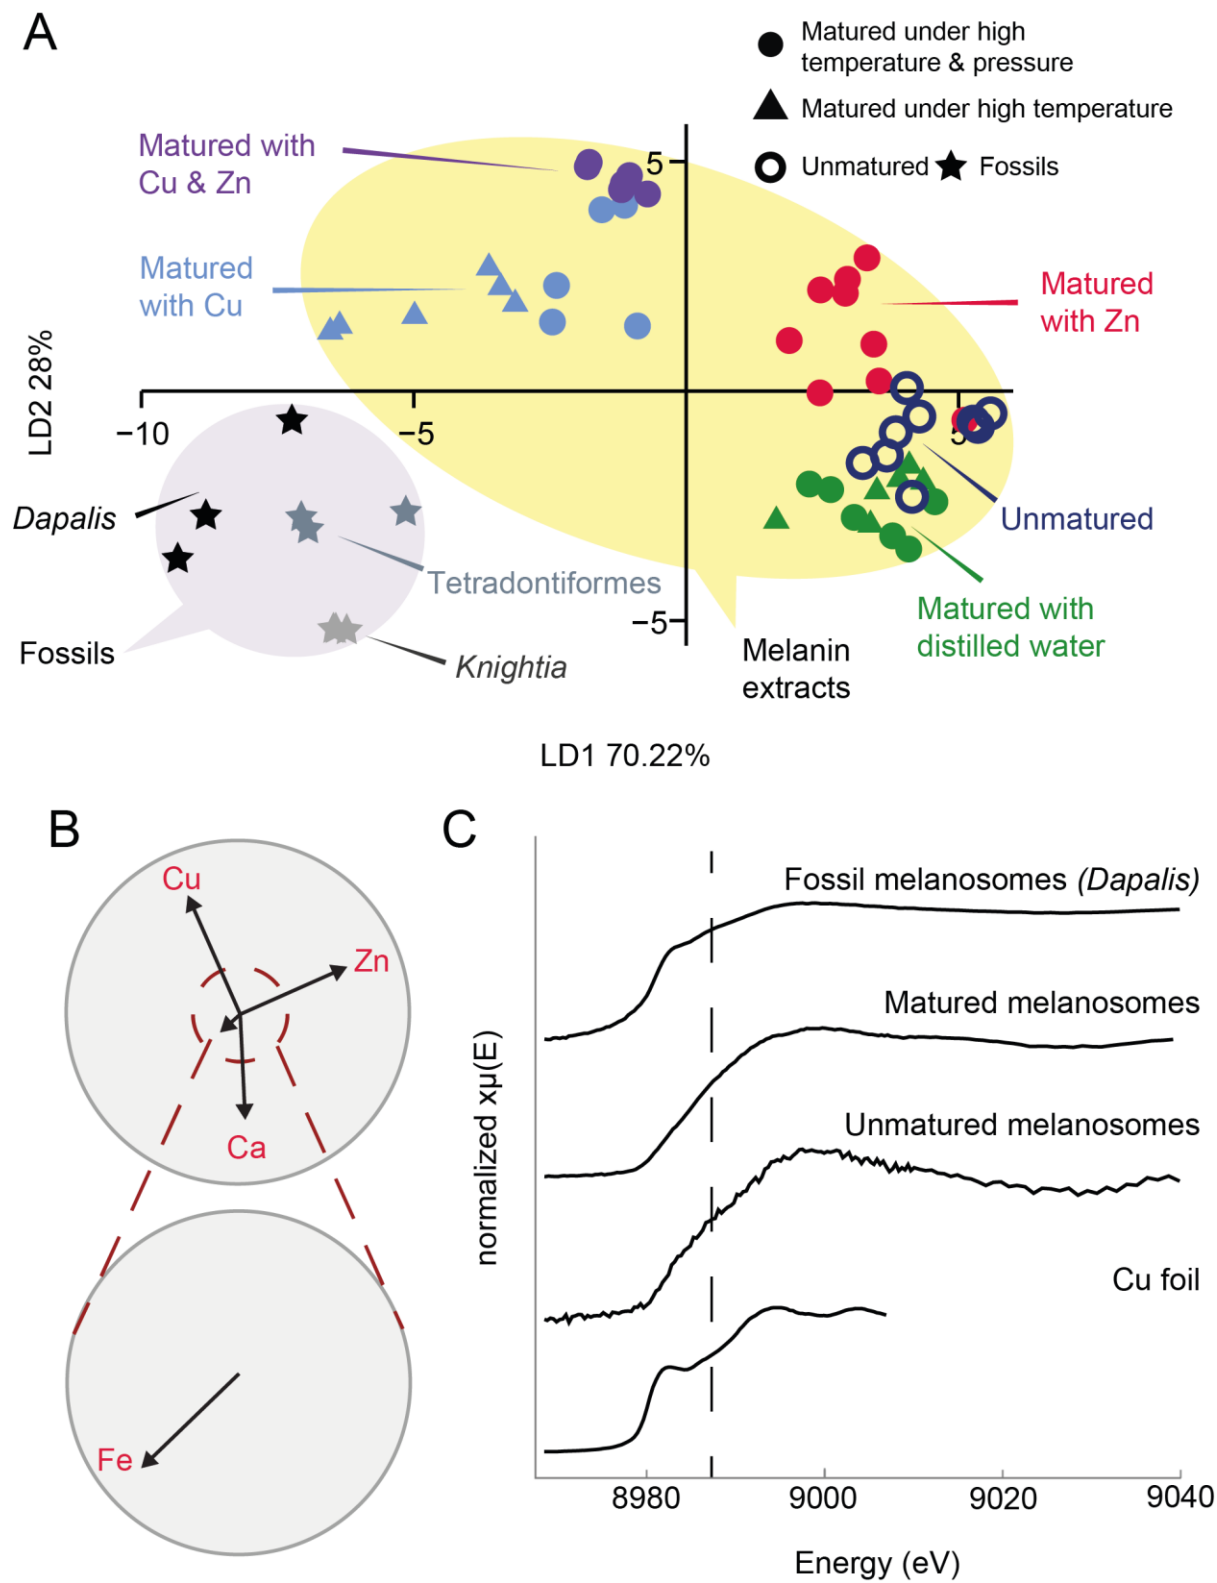 A
Matured under high
temperature & pressure
Matured under high temperature
Unmatured
Fossils
Matured with
Cu & Zn
5
Matured
with Cu
Matured
with Zn
LD2 28%
−10
−5
5
Dapalis
Unmatured
Tetradontiformes
Matured with
distilled water
−5
Fossils
Knightia
Melanin
extracts
LD1 70.22%
B
Cu
Zn
Ca
Fe
C
Fossil melanosomes (Dapalis)
Matured melanosomes
Unmatured melanosomes
Cu foil
normalized xμ(E)
8980
9000
9020
9040
Energy (eV)